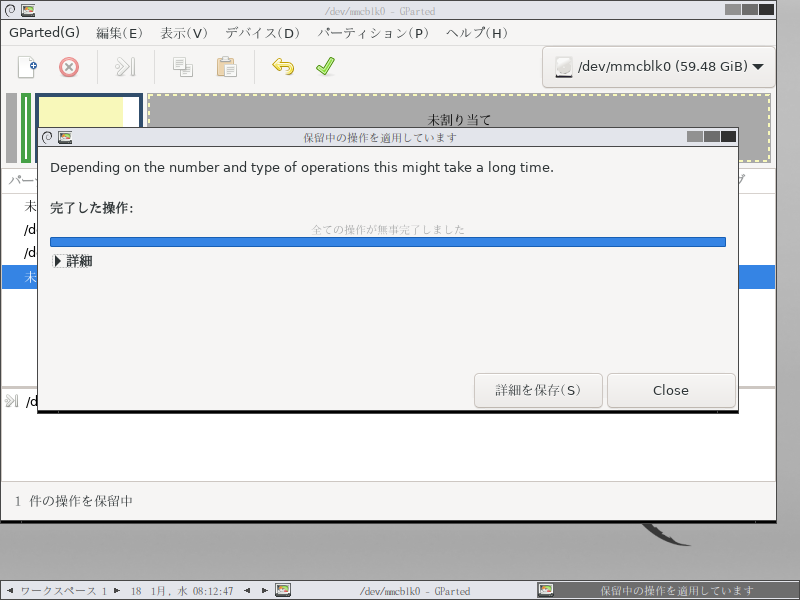 /dev/mmcblk0 - GParted
GParted(G) 編集(E) 表示(V) デバイス(D) パーティション(P) ヘルプ(H)
/dev/mmcblk0 (59.48 GiB)
未割り当て
保留中の操作を適用しています
Depending on the number and type of operations this might take a long time.
完了した操作:
全ての操作が無事完了しました
詳細
詳細を保存(S) Close
未
/d
1 件の操作を保留中
ワークスペース 1 18 1月, 水 08:12:47 /dev/mmcblk0 - GParted 保留中の操作を適用しています